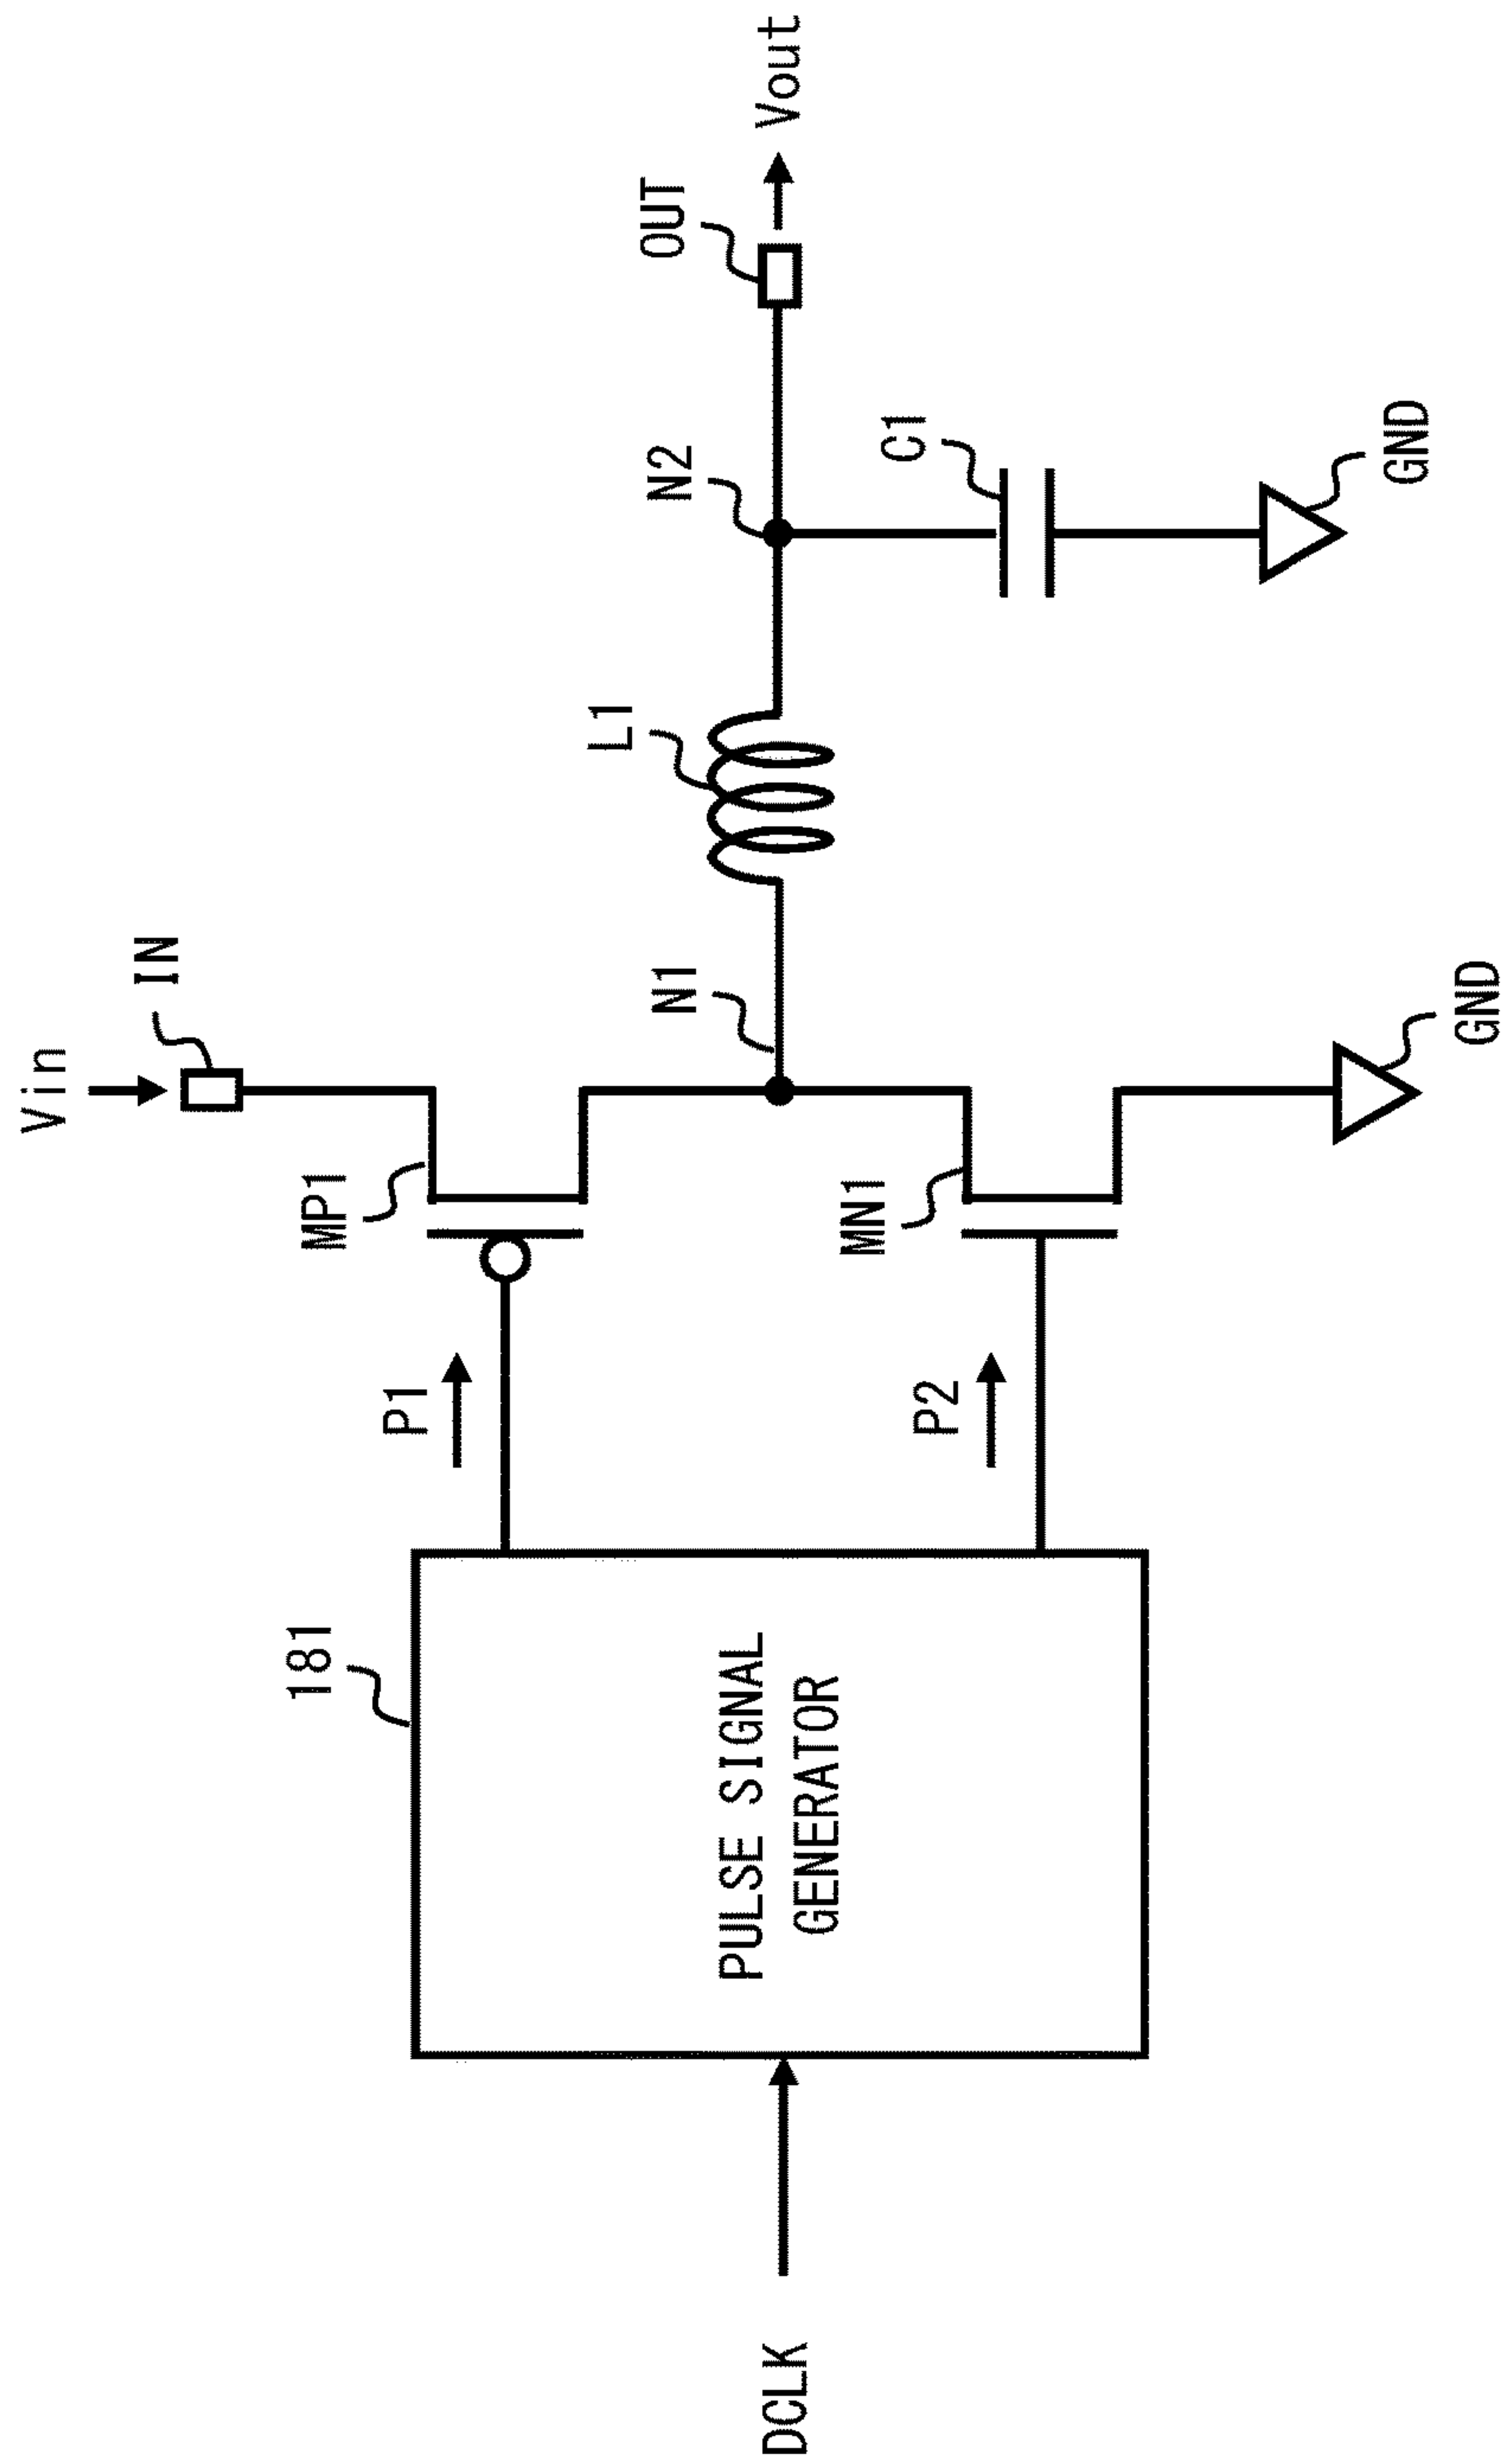 Vin
IN
MP1
181
P1
N1
L1
N2
OUT
Vout
DCLK
PULSE SIGNAL
GENERATOR
MN1
P2
C1
GND
GND